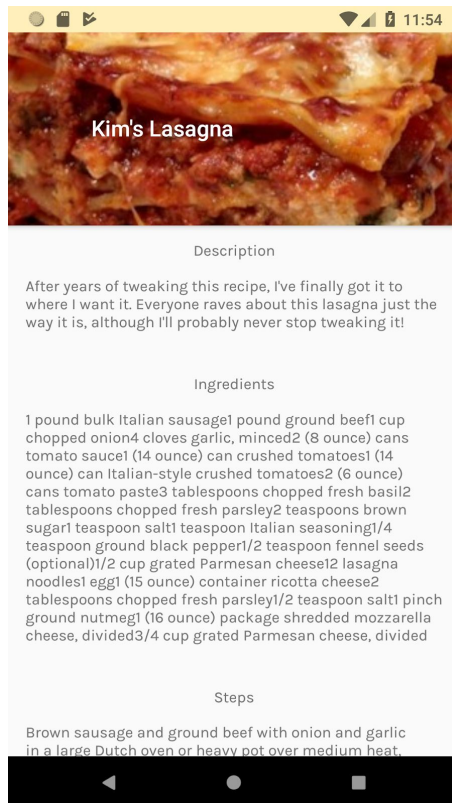 11:54
Kim's Lasagna
Description
After years of tweaking this recipe, I've finally got it to
where I want it. Everyone raves about this lasagna just the
way it is, although I'll probably never stop tweaking it!
Ingredients
1 pound bulk Italian sausage1 pound ground beef1 cup
chopped onion4 cloves garlic, minced2 (8 ounce) cans
tomato sauce1 (14 ounce) can crushed tomatoes1 (14
ounce) can Italian-style crushed tomatoes2 (6 ounce)
cans tomato paste3 tablespoons chopped fresh basil2
tablespoons chopped fresh parsley2 teaspoons brown
sugar1 teaspoon salt1 teaspoon Italian seasoning1/4
teaspoon ground black pepper1/2 teaspoon fennel seeds
(optional)1/2 cup grated Parmesan cheese12 lasagna
noodles1 egg1 (15 ounce) container ricotta cheese2
tablespoons chopped fresh parsley1/2 teaspoon salt1 pinch
ground nutmeg1 (16 ounce) package shredded mozzarella
cheese, divided3/4 cup grated Parmesan cheese, divided
Steps
Brown sausage and ground beef with onion and garlic
in a large Dutch oven or heavy pot over medium heat,